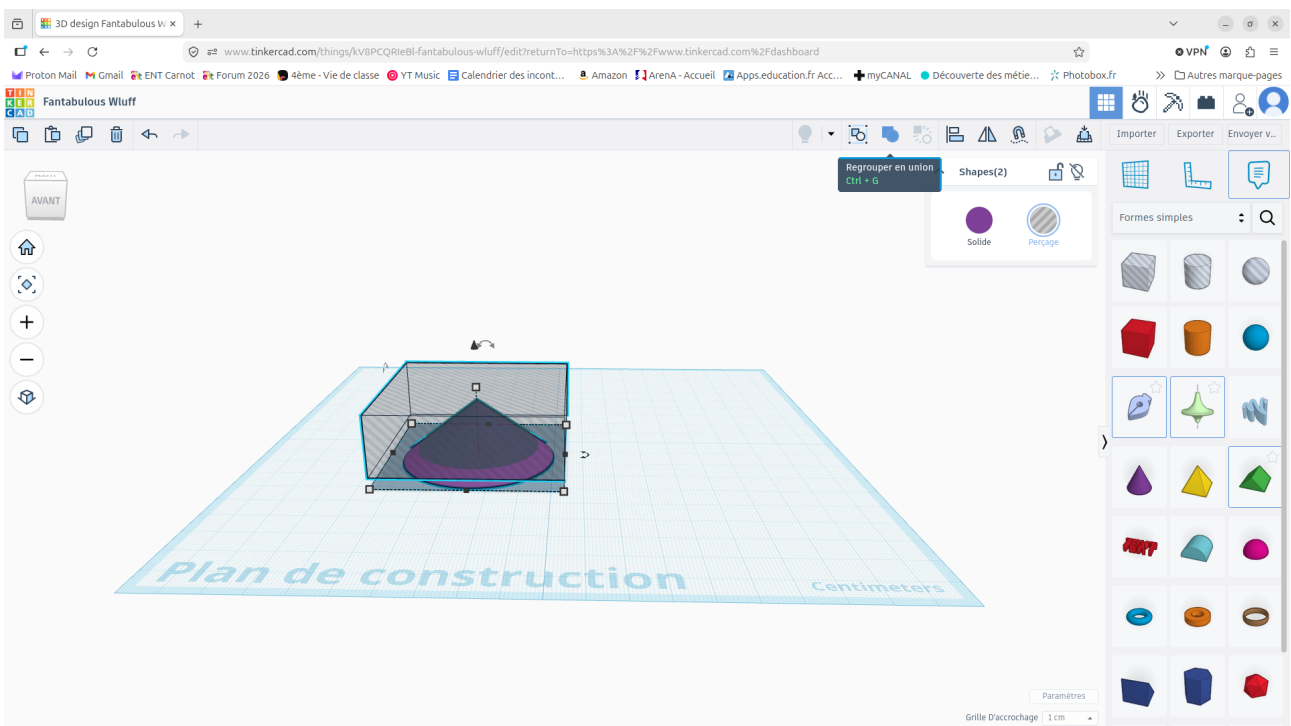 3D design Fantabulous W
www.tinkercad.com/things/kV8PCQRIeBl-fantabulous-wluff/edit?returnTo=https%3A%2F%2Fwww.tinkercad.com%2Fdashboard
VPN
Proton Mail Gmail ENT Carnot Forum 2026 4ème - Vie de classe YT Music Calendrier des incont... Amazon ArenA - Accueil Apps.education.fr Acc... myCANAL Découverte des métie... Photobox.fr Autres marque-pages
TIN
KER
CAD
Fantabulous Wluff
Importer Exporter Envoyer v...
Regrouper en union
Ctrl + G
Shapes(2)
Solide Perçage
AVANT
Formes simples
TEXT
Plan de construction
Centimeters
Paramètres
Grille D'accrochage 1 cm